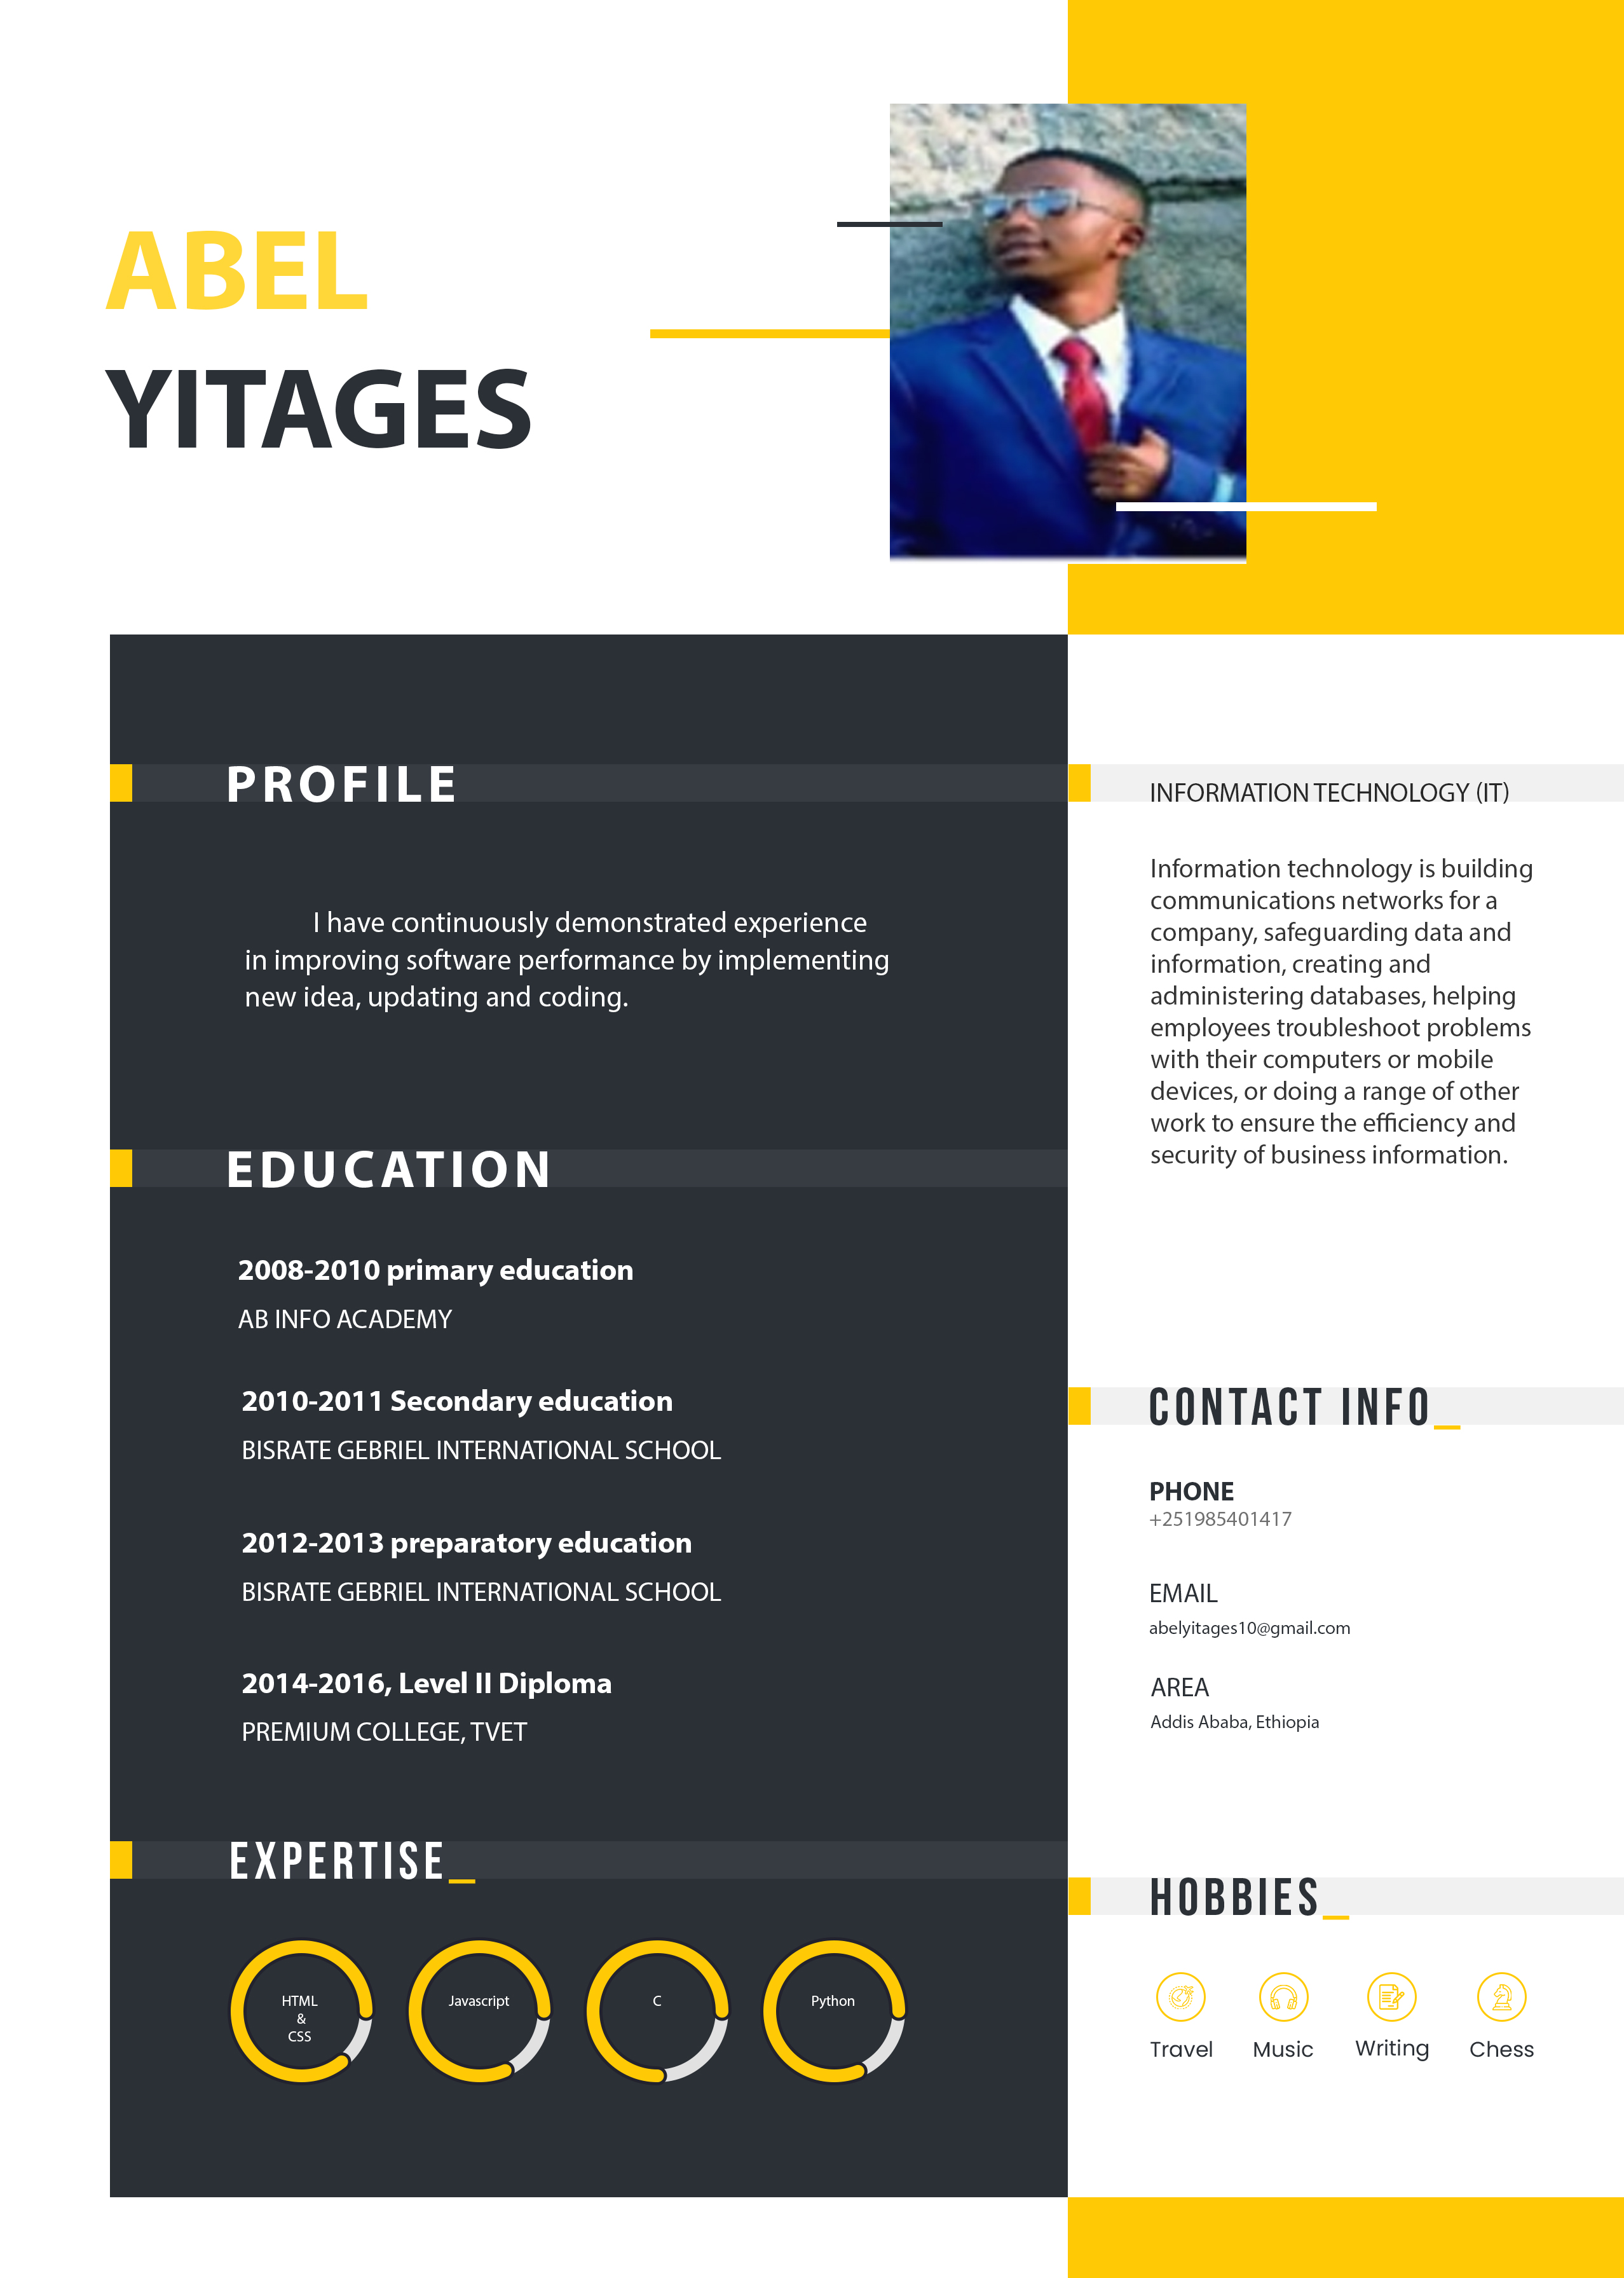 ABEL
YITAGES
PROFILE
I have continuously demonstrated experience
in improving software performance by implementing
new idea, updating and coding.
EDUCATION
2008-2010 primary education
AB INFO ACADEMY
2010-2011 Secondary education
BISRATE GEBRIEL INTERNATIONAL SCHOOL
2012-2013 preparatory education
BISRATE GEBRIEL INTERNATIONAL SCHOOL
2014-2016, Level II Diploma
PREMIUM COLLEGE, TVET
EXPERTISE_
HTML
&
CSS
Javascript
C
Python
INFORMATION TECHNOLOGY (IT)
Information technology is building
communications networks for a
company, safeguarding data and
information, creating and
administering databases, helping
employees troubleshoot problems
with their computers or mobile
devices, or doing a range of other
work to ensure the efficiency and
security of business information.
CONTACT INFO_
PHONE
+251985401417
EMAIL
abelyitages10@gmail.com
AREA
Addis Ababa, Ethiopia
HOBBIES_
Travel
Music
Writing
Chess